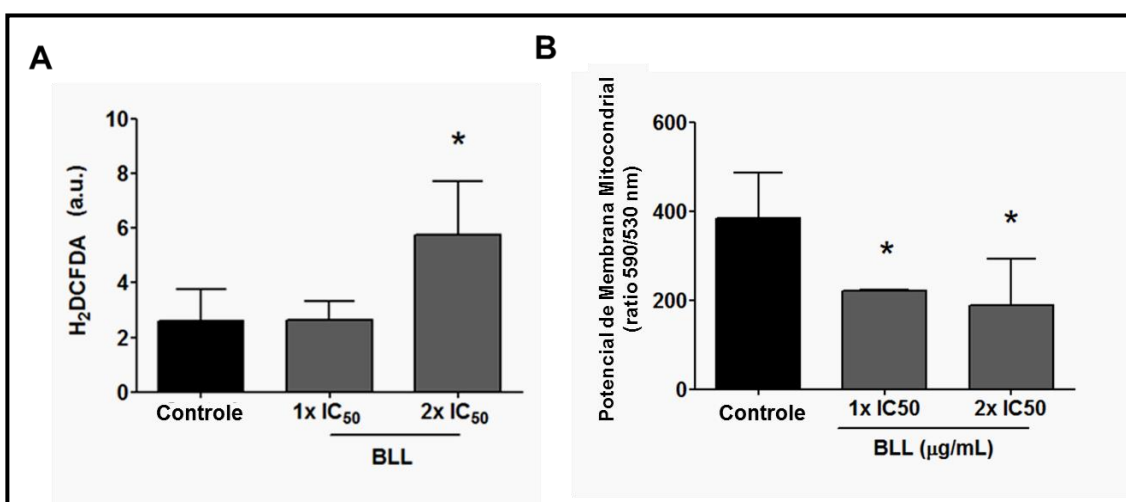 A
H₂DCFDA (a.u.)
10
8
6
4
2
0
*
Controle
1x IC₅₀
2x IC₅₀
BLL
B
Potencial de Membrana Mitocondrial
(ratio 590/530 nm)
600
400
200
0
*
*
Controle
1x IC50
2x IC50
BLL (μg/mL)